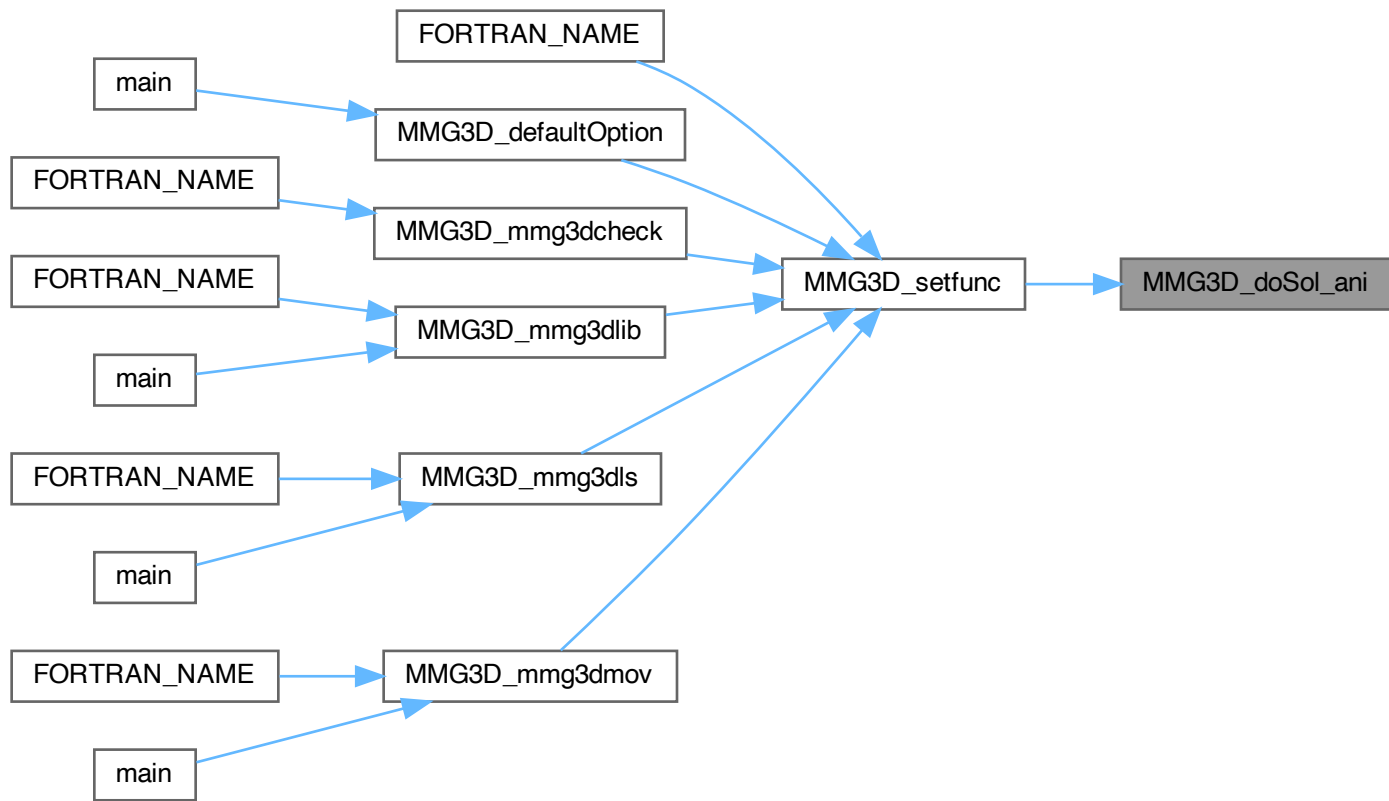 FORTRAN_NAME
main
MMG3D_defaultOption
FORTRAN_NAME
MMG3D_mmg3dcheck
FORTRAN_NAME
MMG3D_setfunc
MMG3D_doSol_ani
MMG3D_mmg3dlib
main
FORTRAN_NAME
MMG3D_mmg3dls
main
FORTRAN_NAME
MMG3D_mmg3dmov
main